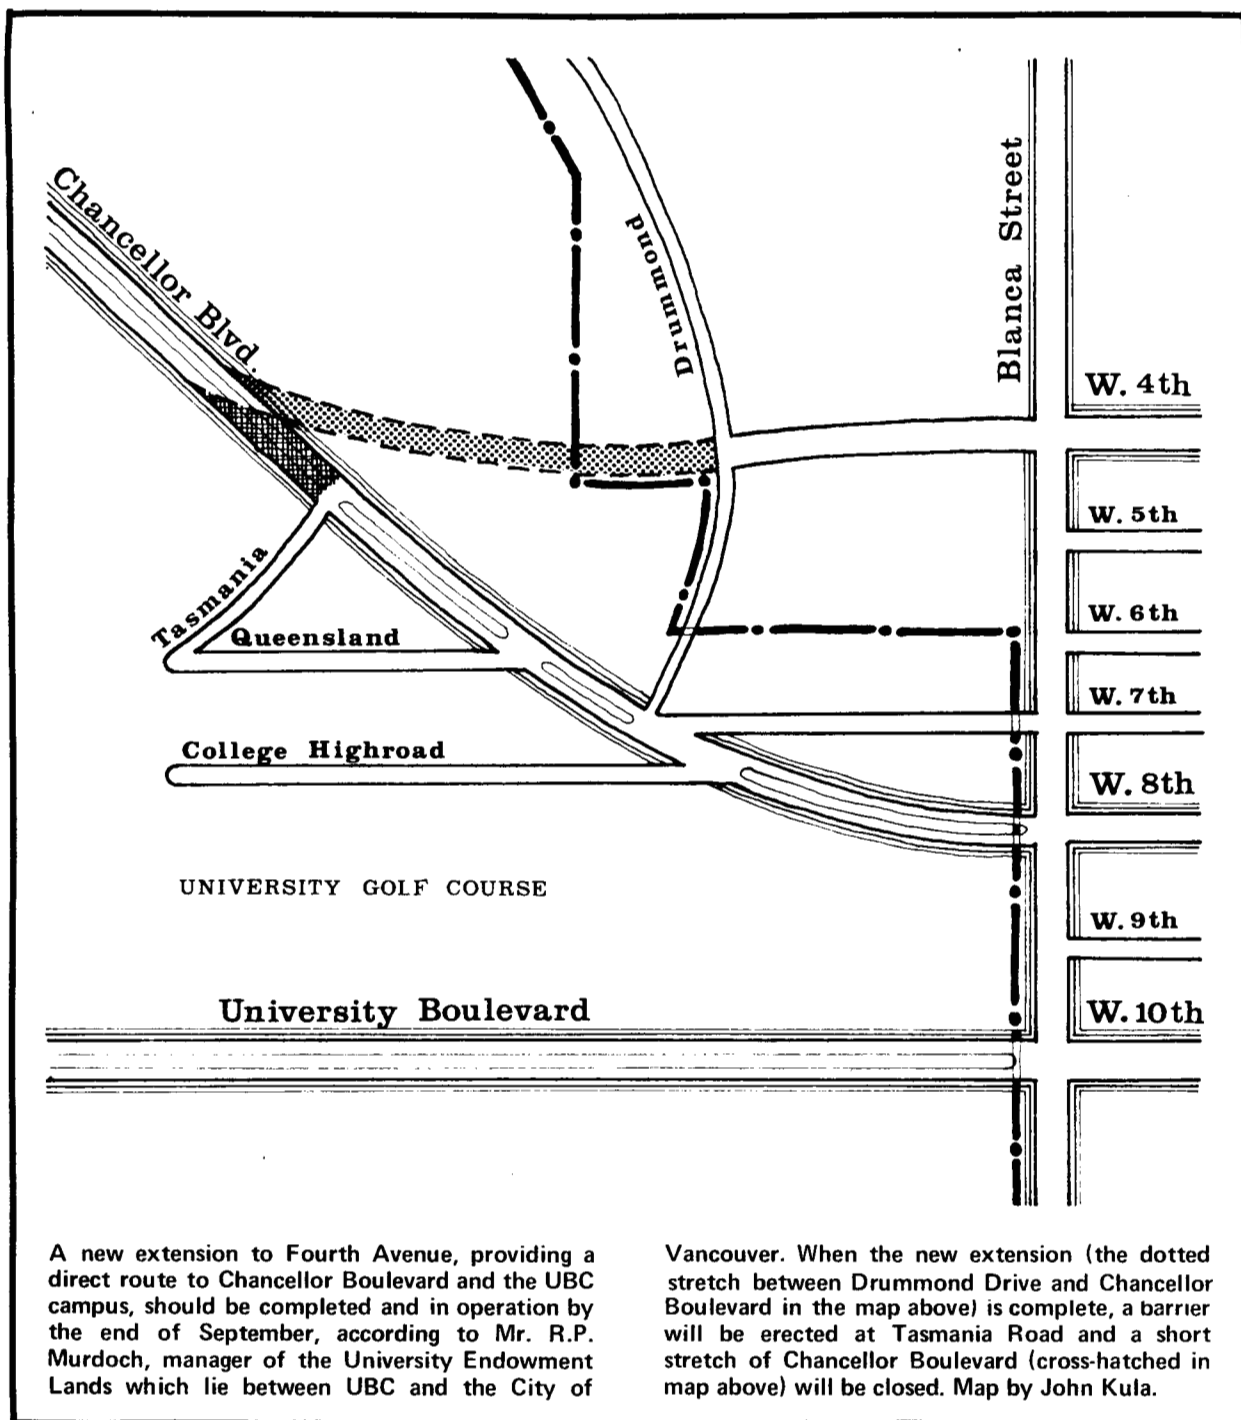 Chancellor Blvd.
Drummond
Blanca Street
W. 4th
W. 5th
W. 6th
W. 7th
W. 8th
W. 9th
W. 10th
Tasmania
Queensland
College Highroad
UNIVERSITY GOLF COURSE
University Boulevard
A new extension to Fourth Avenue, providing a
direct route to Chancellor Boulevard and the UBC
campus, should be completed and in operation by
the end of September, according to Mr. R.P.
Murdoch, manager of the University Endowment
Lands which lie between UBC and the City of
Vancouver. When the new extension (the dotted
stretch between Drummond Drive and Chancellor
Boulevard in the map above) is complete, a barrier
will be erected at Tasmania Road and a short
stretch of Chancellor Boulevard (cross-hatched in
map above) will be closed. Map by John Kula.